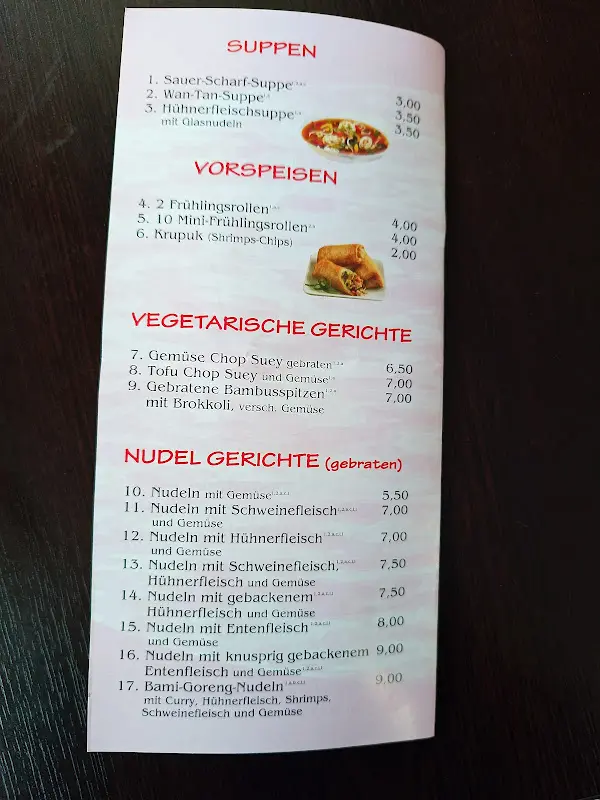 SUPPEN
1. Sauer-Scharf-Suppe 3,00
2. Wan-Tan-Suppe 3,50
3. Hühnerfleischsuppe 3,50
mit Glasnudeln
VORSPEISEN
4. 2 Frühlingsrollen 4,00
5. 10 Mini-Frühlingsrollen 4,00
6. Krupuk (Shrimps-Chips) 2,00
VEGETARISCHE GERICHTE
7. Gemüse Chop Suey gebraten 6,50
8. Tofu Chop Suey und Gemüse 7,00
9. Gebratene Bambusspitzen 7,00
mit Brokkoli, versch. Gemüse
NUDEL GERICHTE (gebraten)
10. Nudeln mit Gemüse 5,50
11. Nudeln mit Schweinefleisch 7,00
und Gemüse
12. Nudeln mit Hühnerfleisch 7,00
und Gemüse
13. Nudeln mit Schweinefleisch, 7,50
Hühnerfleisch und Gemüse
14. Nudeln mit gebackenem 7,50
Hühnerfleisch und Gemüse
15. Nudeln mit Entenfleisch 8,00
und Gemüse
16. Nudeln mit knusprig gebackenem 9,00
Entenfleisch und Gemüse
17. Bami-Goreng-Nudeln 9,00
mit Curry, Hühnerfleisch, Shrimps,
Schweinefleisch und Gemüse